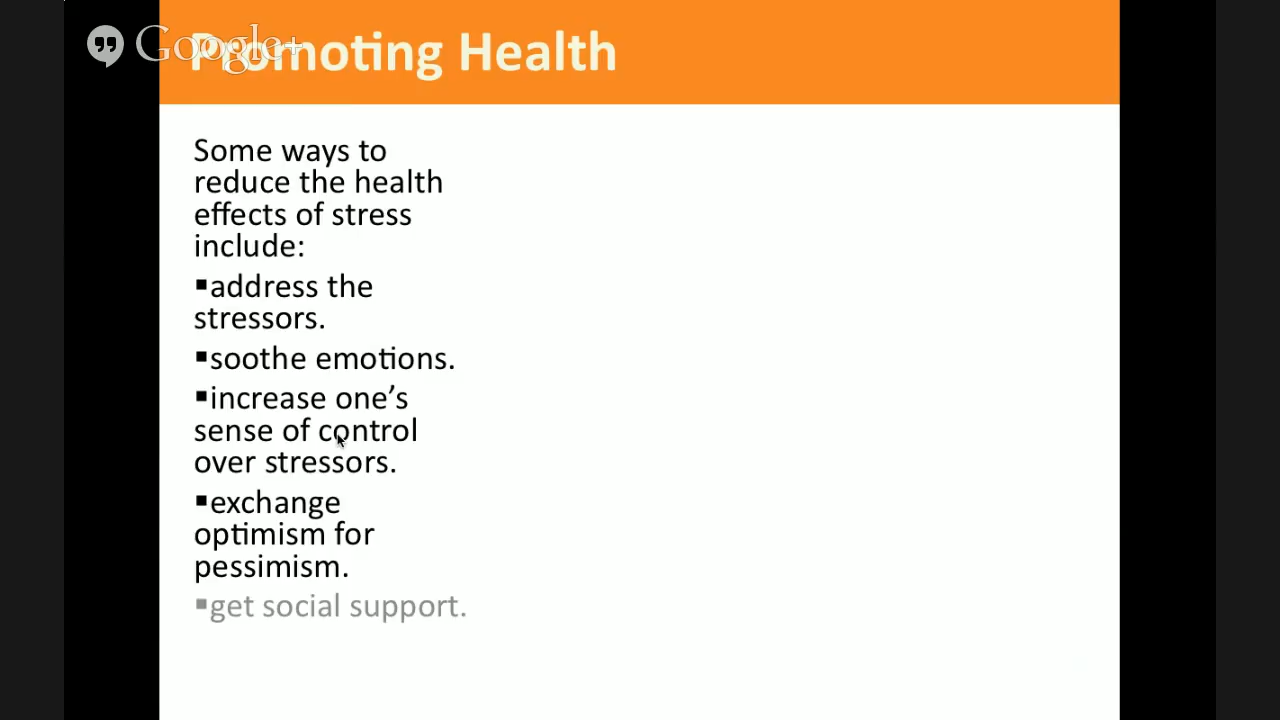 Google+
Promoting Health
Some ways to
reduce the health
effects of stress
include:
▪address the
stressors.
▪soothe emotions.
▪increase one’s
sense of control
over stressors.
▪exchange
optimism for
pessimism.
▪get social support.